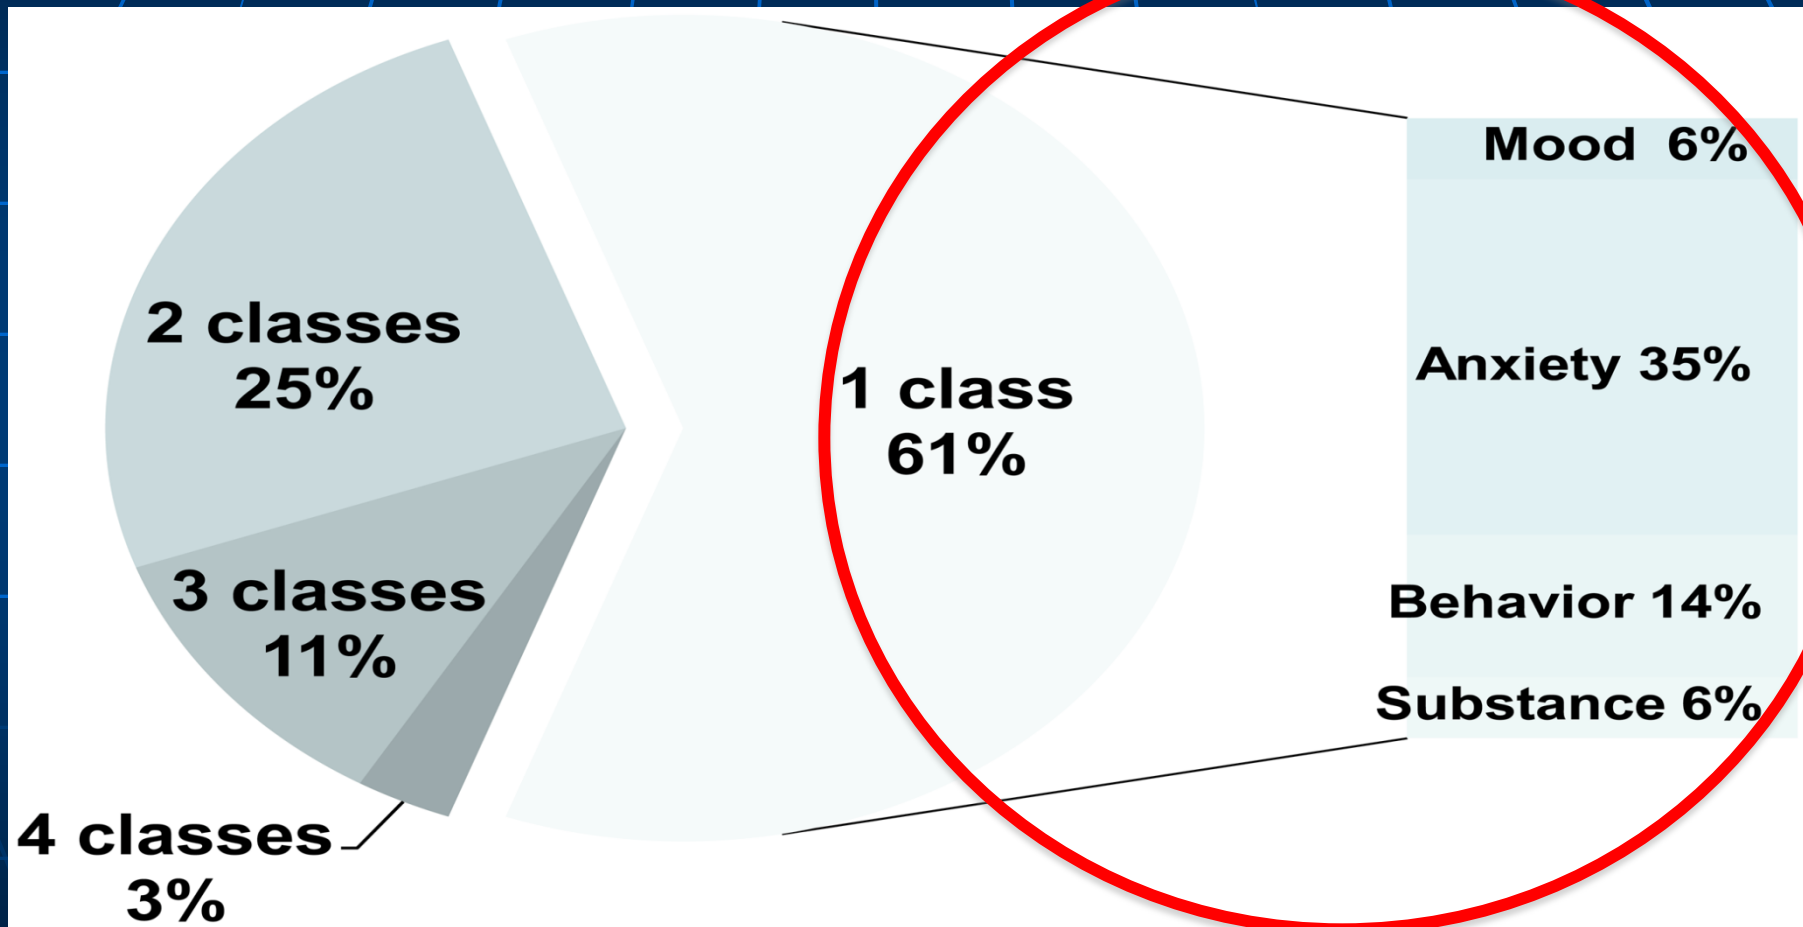 2 classes
25%
3 classes
11%
4 classes
3%
1 class
61%
Mood  6%
Anxiety 35%
Behavior 14%
Substance 6%